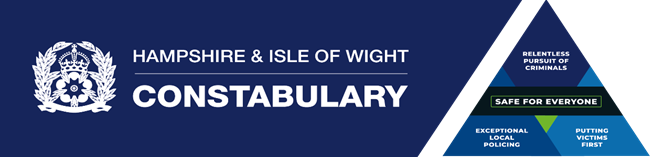 HAMPSHIRE & ISLE OF WIGHT
CONSTABULARY
RELENTLESS
PURSUIT OF
CRIMINALS
SAFE FOR EVERYONE
EXCEPTIONAL
LOCAL
POLICING
PUTTING
VICTIMS
FIRST